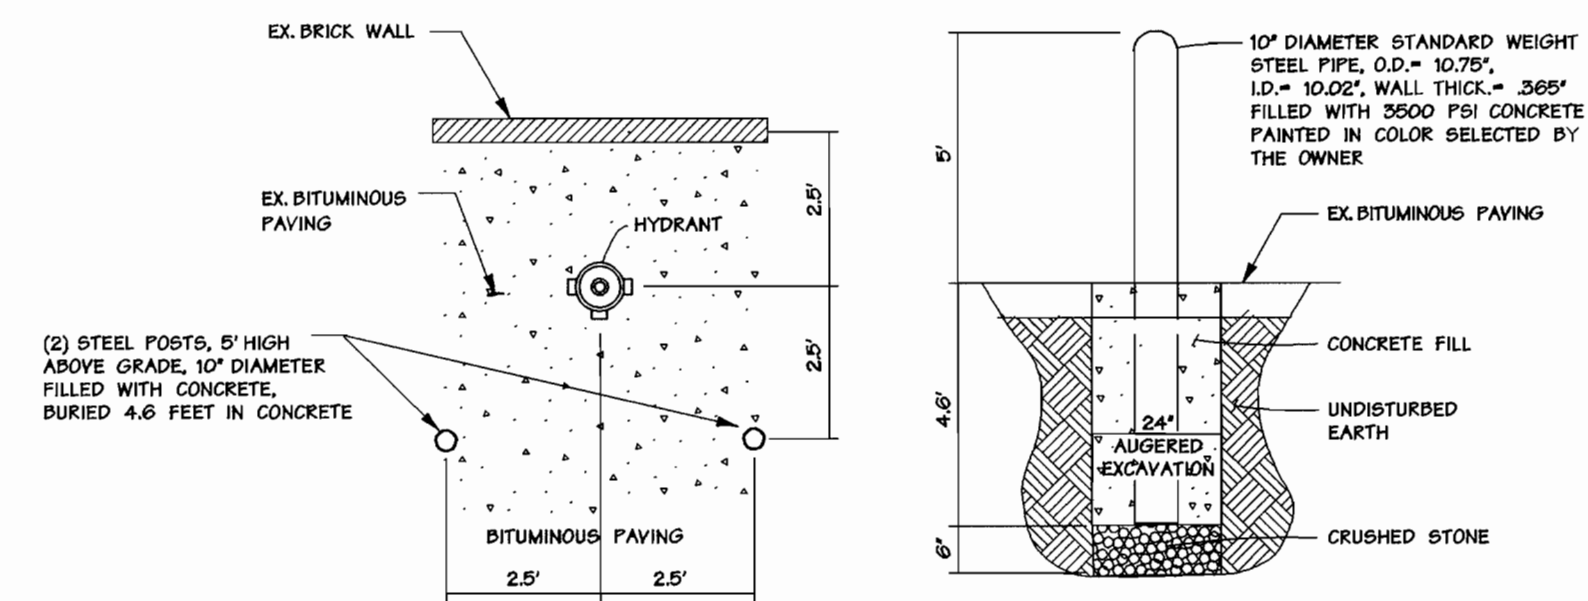 EX. BRICK WALL
EX. BITUMINOUS
PAVING
HYDRANT
2.5'
2.5'
(2) STEEL POSTS, 5' HIGH
ABOVE GRADE, 10" DIAMETER
FILLED WITH CONCRETE,
BURIED 4.6 FEET IN CONCRETE
BITUMINOUS PAVING
2.5'
2.5'
10" DIAMETER STANDARD WEIGHT
STEEL PIPE, O.D.= 10.75",
I.D.= 10.02", WALL THICK.= .365"
FILLED WITH 3500 PSI CONCRETE
PAINTED IN COLOR SELECTED BY
THE OWNER
5'
EX. BITUMINOUS PAVING
CONCRETE FILL
4.6'
UNDISTURBED
EARTH
24"
AUGERED
EXCAVATION
CRUSHED STONE
6"